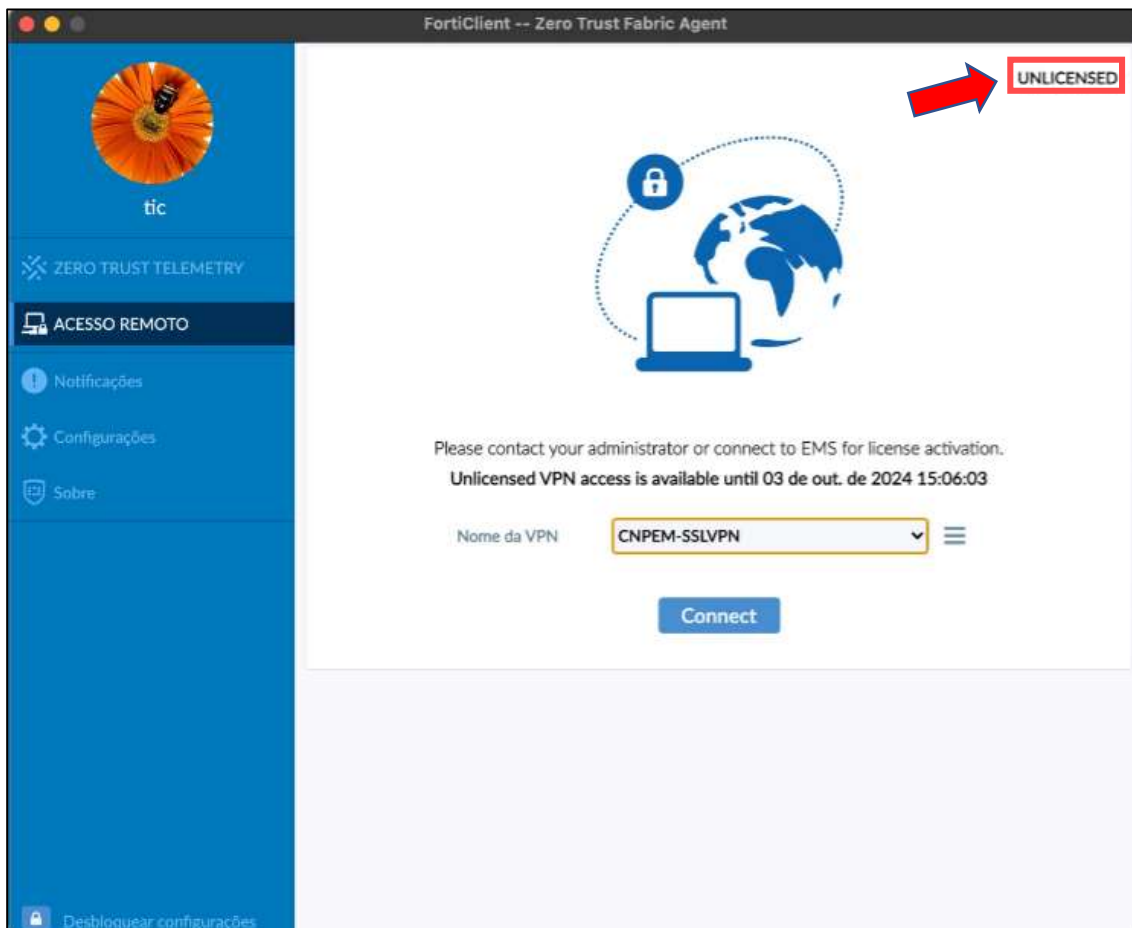 FortiClient -- Zero Trust Fabric Agent
UNLICENSED
tic
ZERO TRUST TELEMETRY
ACESSO REMOTO
Notificações
Configurações
Sobre
Please contact your administrator or connect to EMS for license activation.
Unlicensed VPN access is available until 03 de out. de 2024 15:06:03
Nome da VPN CNPEM-SSLVPN
Connect
Desbloquear configurações